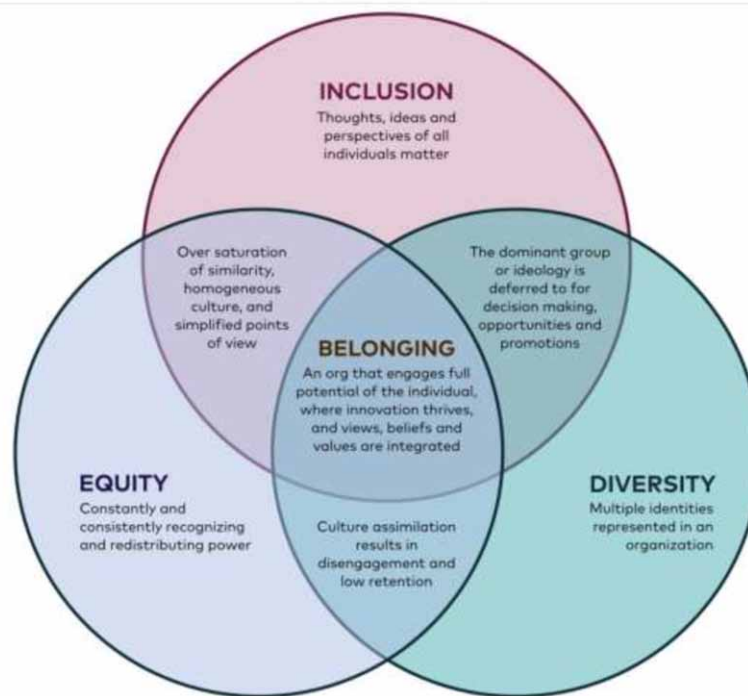 INCLUSION
Thoughts, ideas and
perspectives of all
individuals matter
Over saturation
of similarity,
homogeneous
culture, and
simplified points
of view
The dominant group
or ideology is
deferred to for
decision making,
opportunities and
promotions
BELONGING
An org that engages full
potential of the individual,
where innovation thrives,
and views, beliefs and
values are integrated
EQUITY
Constantly and
consistently recognizing
and redistributing power
DIVERSITY
Multiple identities
represented in an
organization
Culture assimilation
results in
disengagement and
low retention